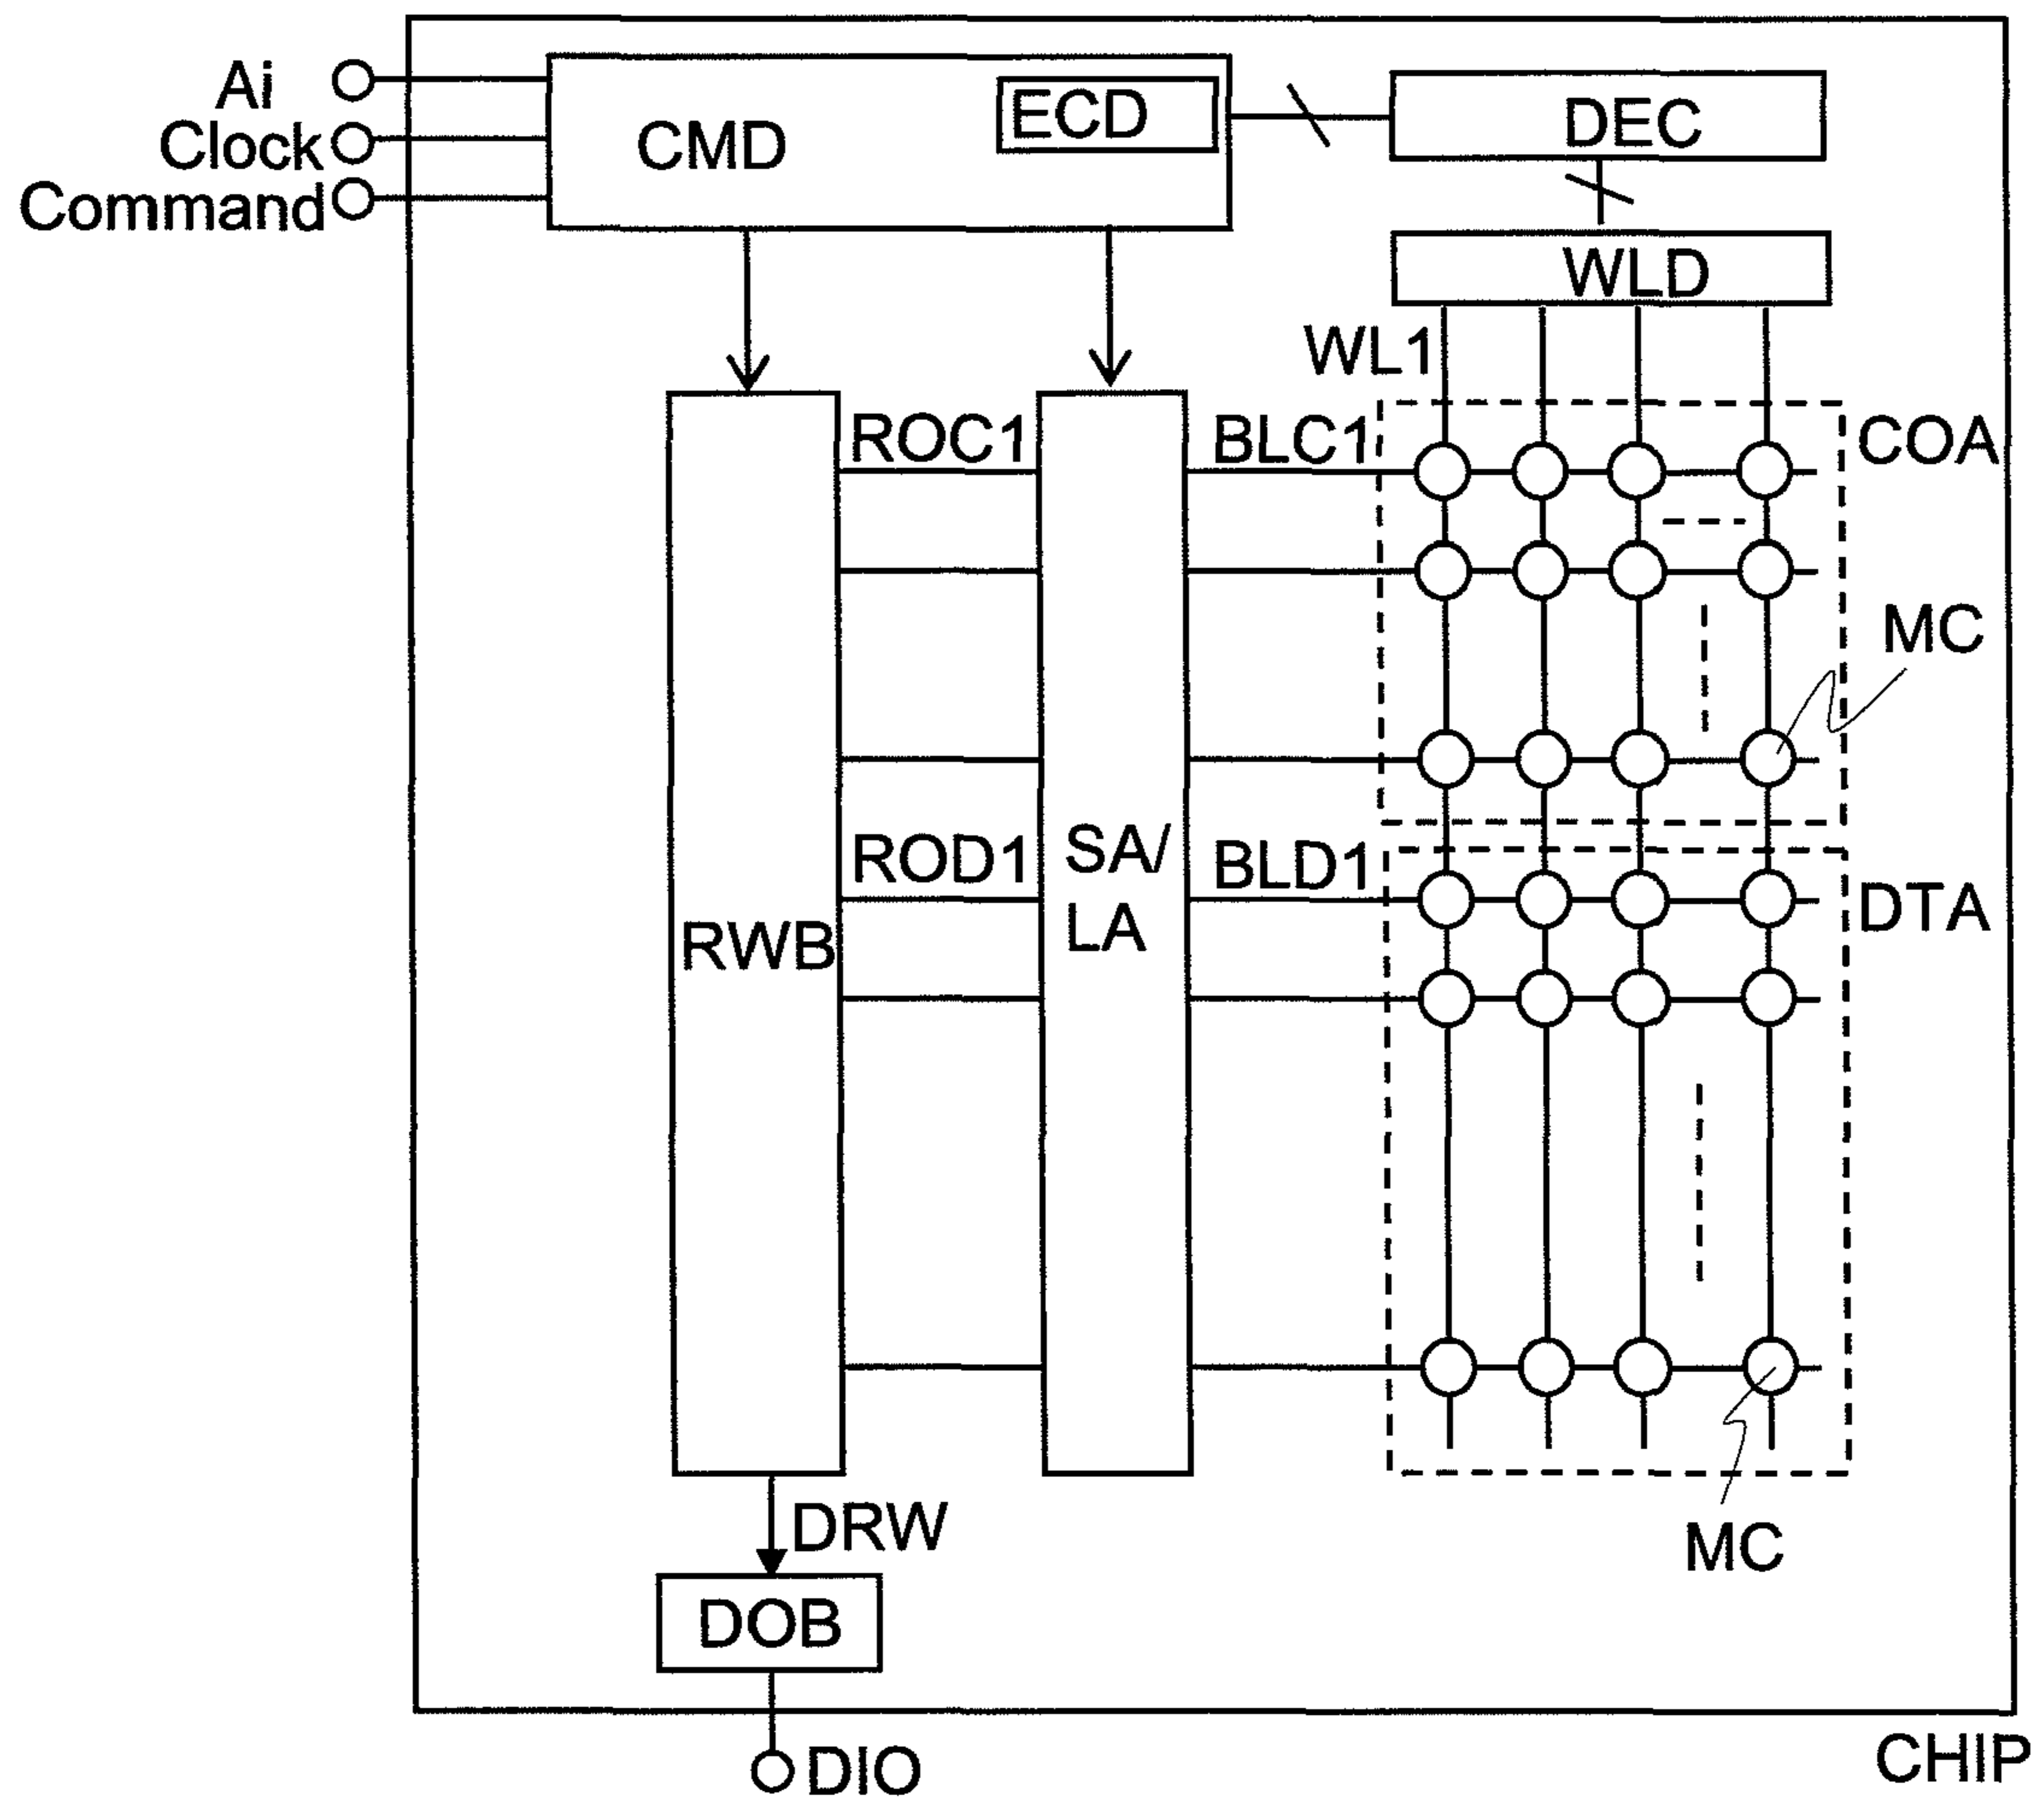 Ai
Clock
Command
CMD
ECD
DEC
WLD
WL1
ROC1
BLC1
COA
MC
ROD1
SA/
LA
BLD1
DTA
RWB
DRW
MC
DOB
DIO
CHIP